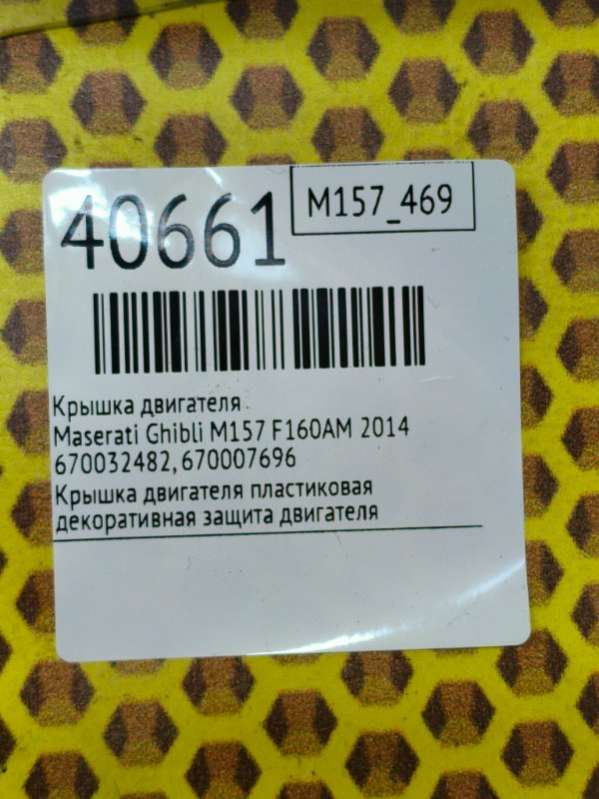 40661
M157_469
Крышка двигателя
Maserati Ghibli M157 F160AM 2014
670032482, 670007696
Крышка двигателя пластиковая
декоративная защита двигателя